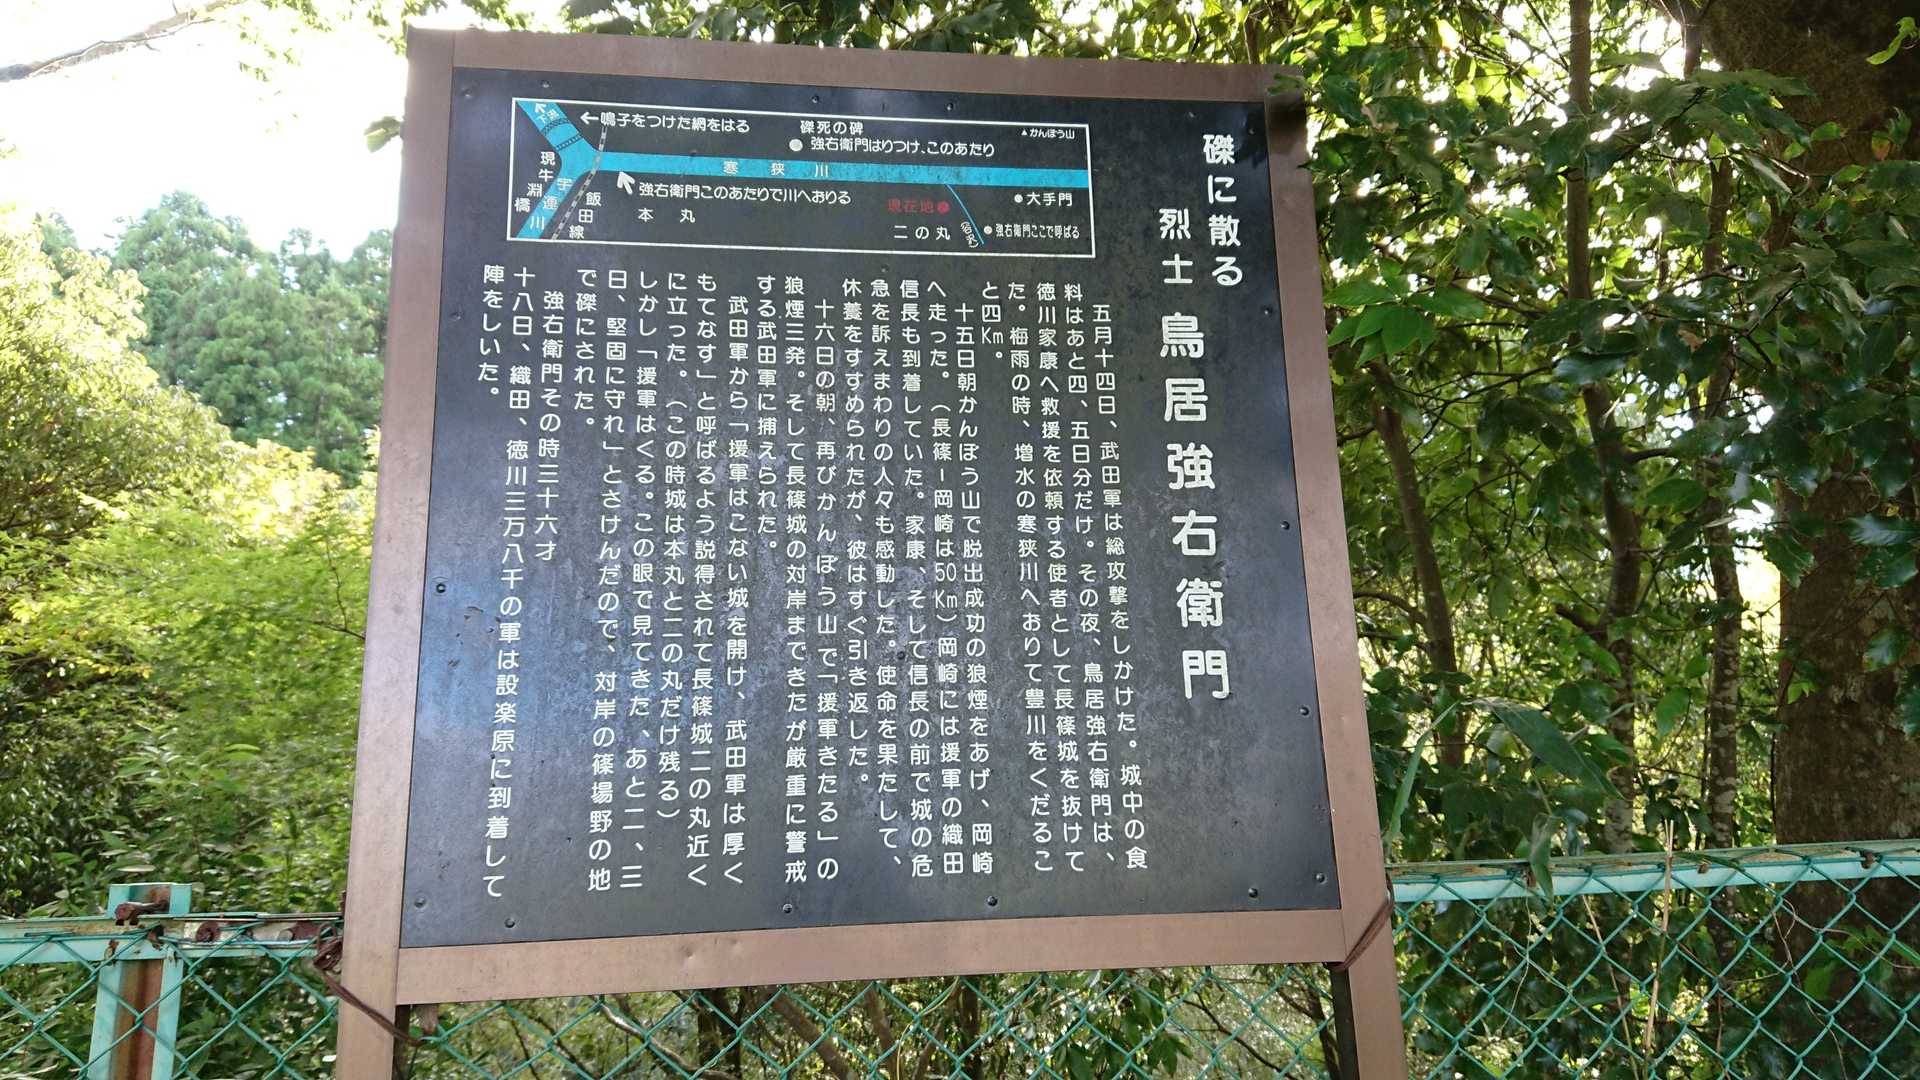 磔に散る
烈士 鳥居強右衛門
五月十四日、武田軍は総攻撃をしかけた。城中の食
料はあと四、五日分だけ。その夜、鳥居強右衛門は、
徳川家康へ救援を依頼する使者として長篠城を抜けて
た。梅雨の時、増水の寒狭川へおりて豊川をくだるこ
と四Km。
十五日朝かんぽう山で脱出成功の狼煙をあげ、岡崎
へ走った。(長篠ー岡崎は50Km)岡崎には援軍の織田
信長も到着していた。家康、そして信長の前で城の危
急を訴えまわりの人々も感動した。使命を果たして、
休養をすすめられたが、彼はすぐ引き返した。
十六日の朝、再びかんぽう山で「援軍きたる」の
狼煙三発。そして長篠城の対岸まできたが厳重に警戒
する武田軍に捕えられた。
武田軍から「援軍はこない城を開け、武田軍は厚く
もてなす」と呼ばるよう説得されて長篠城二の丸近く
に立った。(この時城は本丸と二の丸だけ残る)
しかし「援軍はくる。この眼で見てきた、あと二、三
日、堅固に守れ」とさけんだので、対岸の篠場野の地
で磔にされた。
強右衛門その時三十六才
十八日、織田、徳川三万八千の軍は設楽原に到着して
陣をしいた。
←鳴子をつけた網をはる
磔死の碑
強右衛門はりつけ、このあたり
▲かんぽう山
寒狭川
強右衛門このあたりで川へおりる
現在地
大手門
本丸
二の丸
強右衛門ここで呼ばる
飯田線
宇連川
現牛淵橋